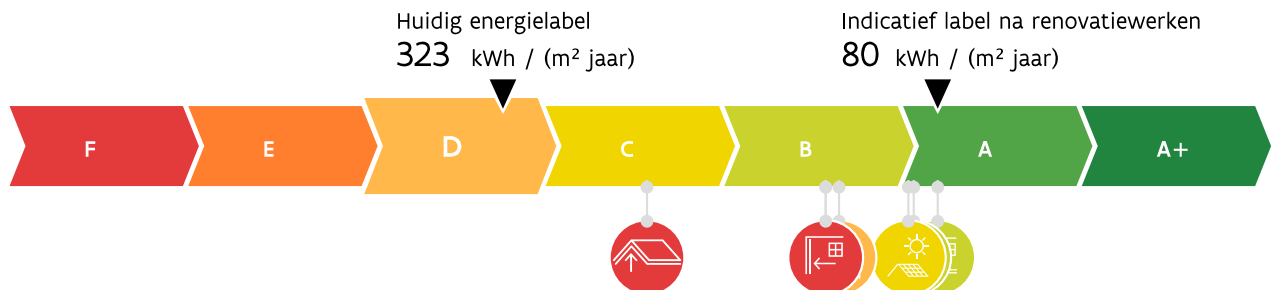 Huidig energielabel
323 kWh / (m² jaar)
Indicatief label na renovatiewerken
80 kWh / (m² jaar)
F E D C B A A+